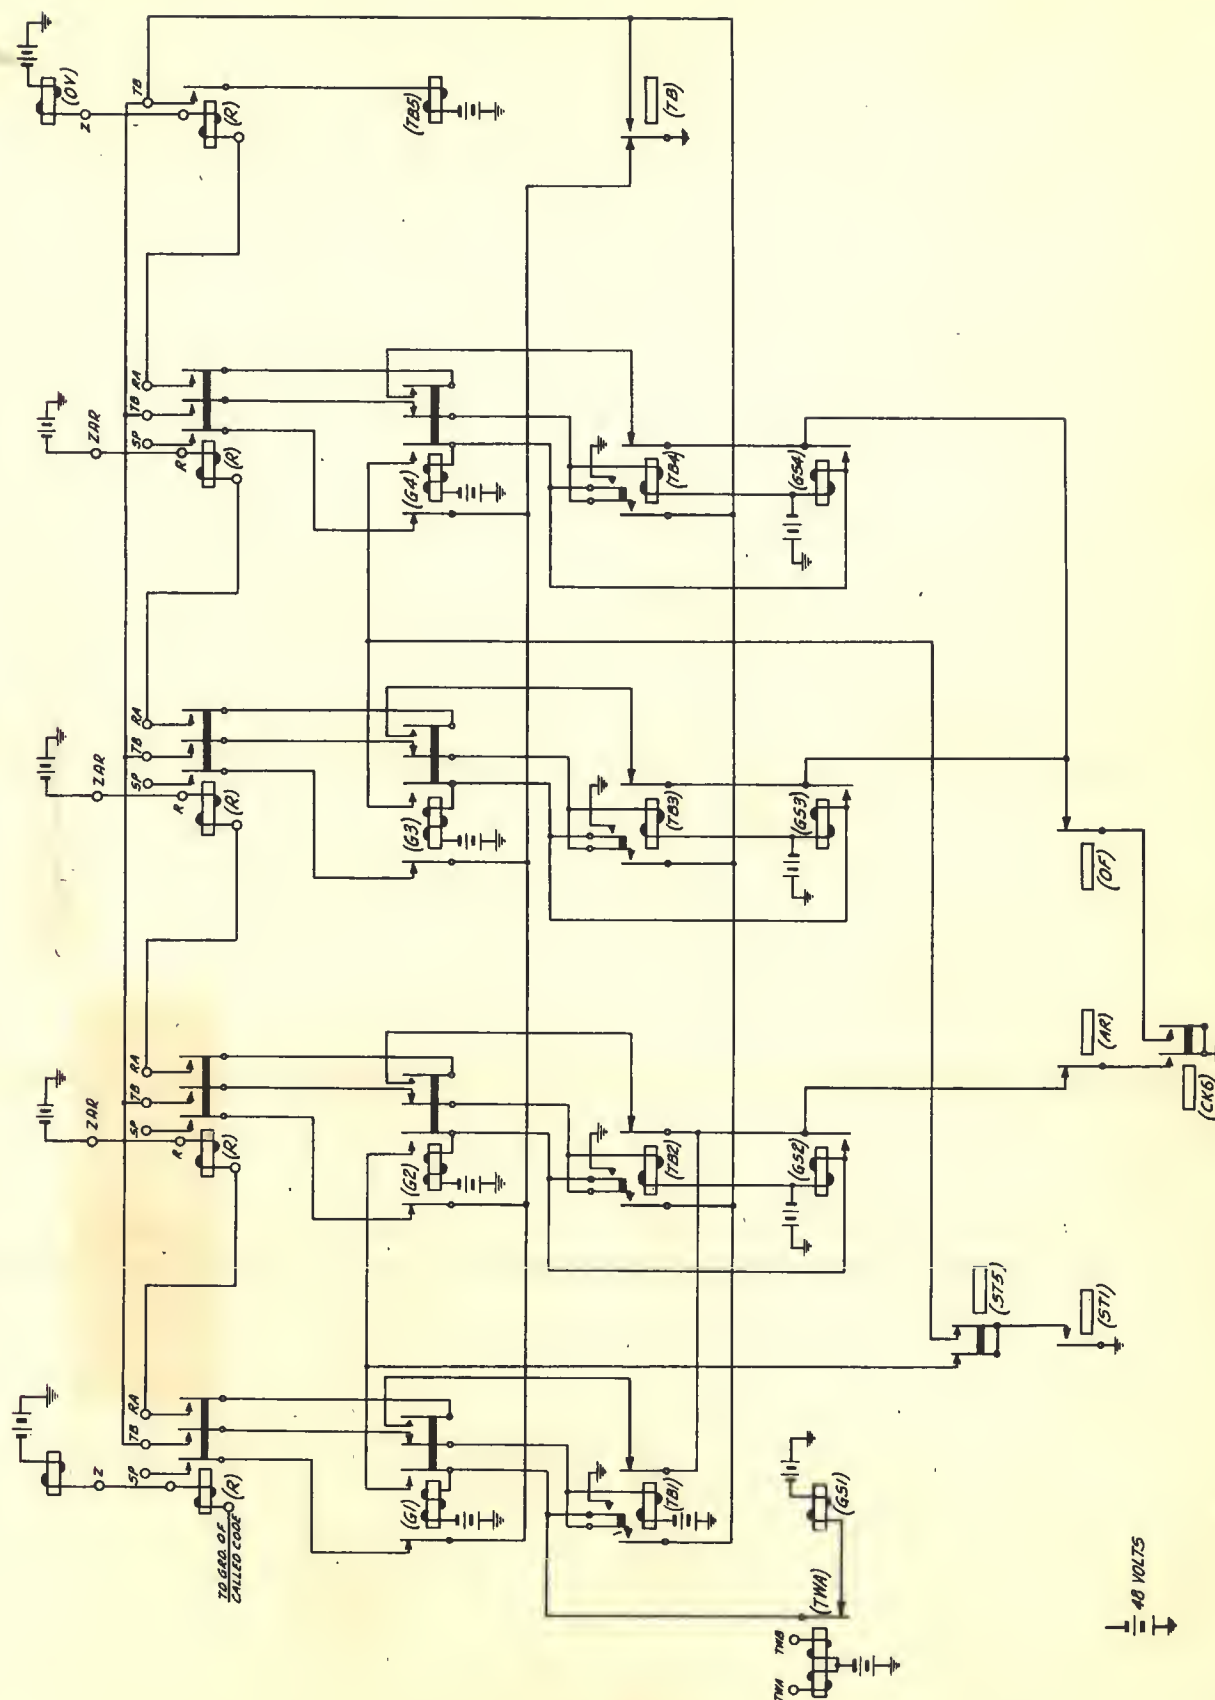 (OV)
Z
TB
(R)
(TB5)
(TB)
ZAR
R
SP
TB
RA
(R)
(G4)
(TB4)
(GS4)
ZAR
R
SP
TB
RA
(R)
(G3)
(TB3)
(GS3)
(OF)
ZAR
R
SP
TB
RA
(R)
(G2)
(TB2)
(GS2)
(AR)
(CK6)
Z
SP
TB
RA
(R)
TO GRD. OF
CALLED CODE
(G1)
(TB1)
(GS1)
(ST5)
(ST1)
(TWA)
TWA
TWB
48 VOLTS